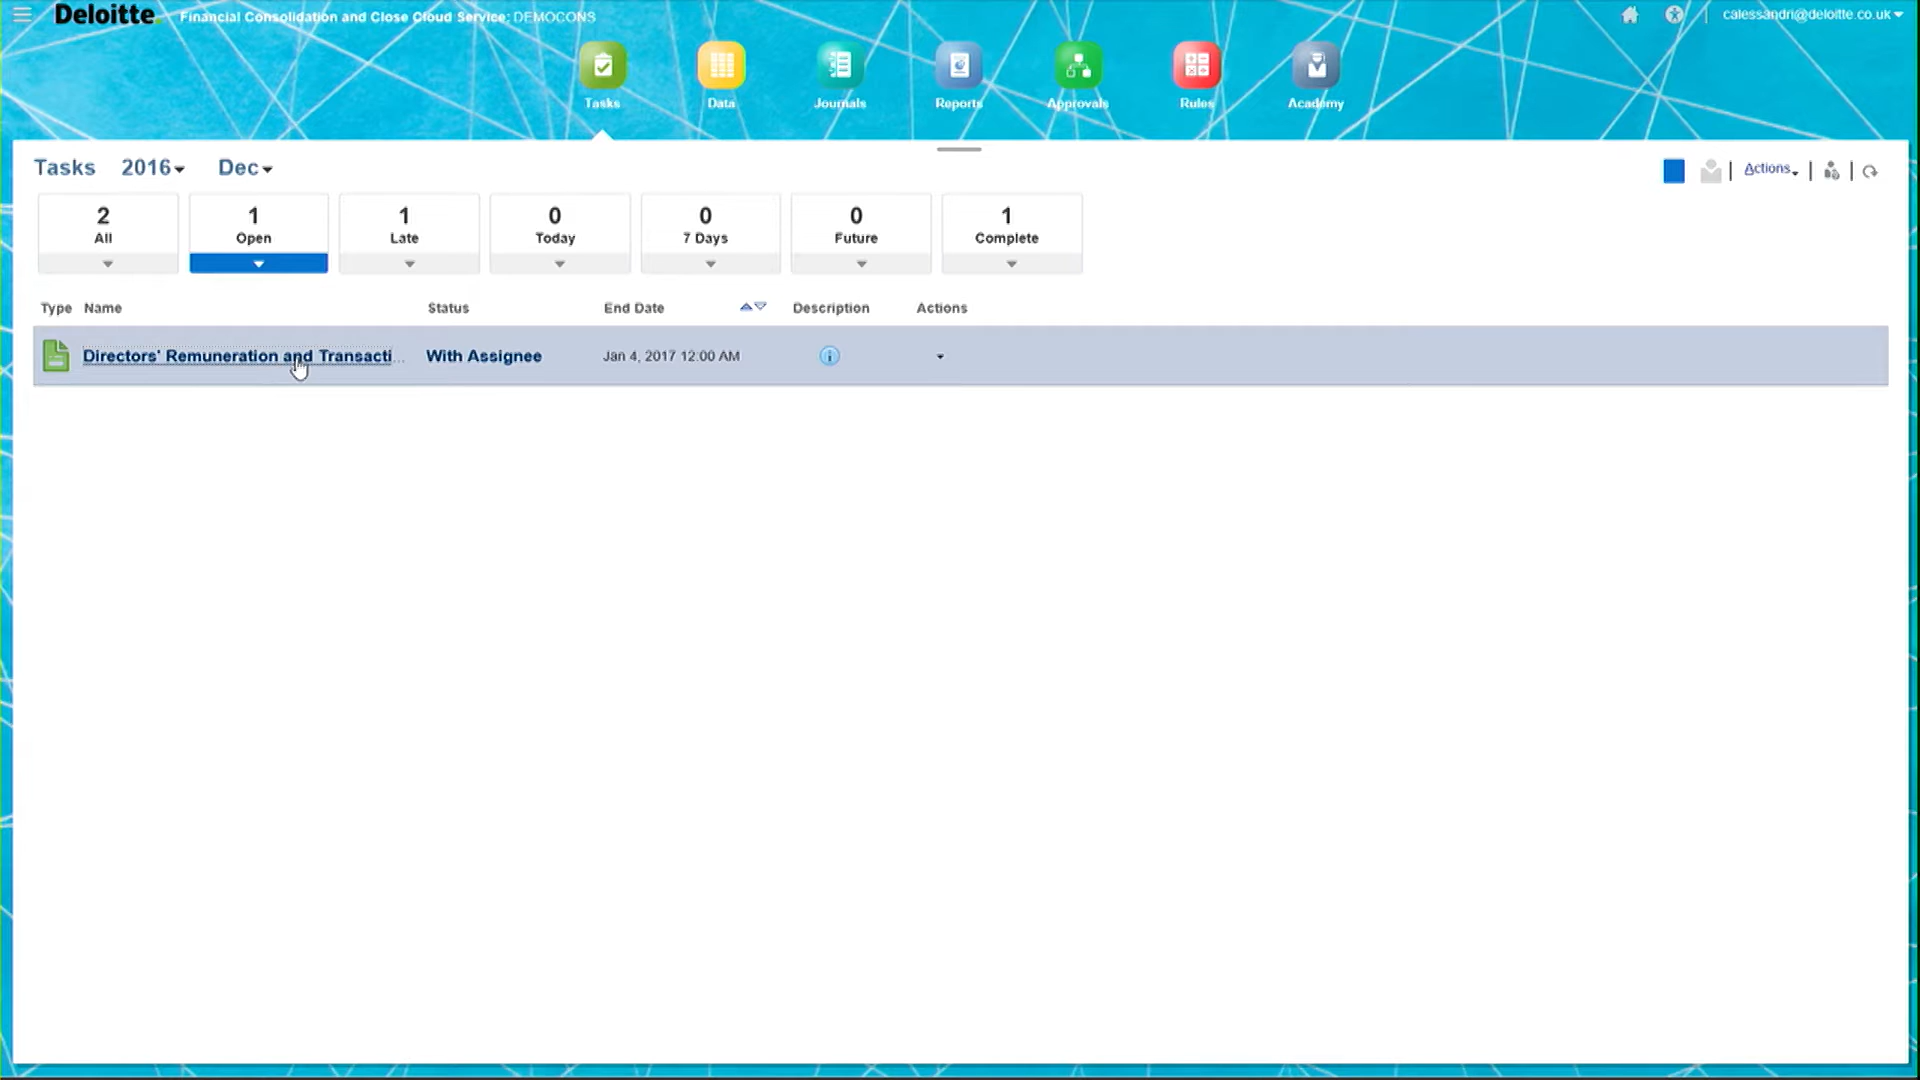 Deloitte. Financial Consolidation and Close Cloud Service: DEMOCONS
calessandri@deloitte.co.uk
Tasks Data Journals Reports Approvals Rules Academy
Tasks 2016 Dec
Actions
2 1 1 0 0 0 1
All Open Late Today 7 Days Future Complete
Type Name Status End Date Description Actions
Directors' Remuneration and Transacti... With Assignee Jan 4, 2017 12:00 AM